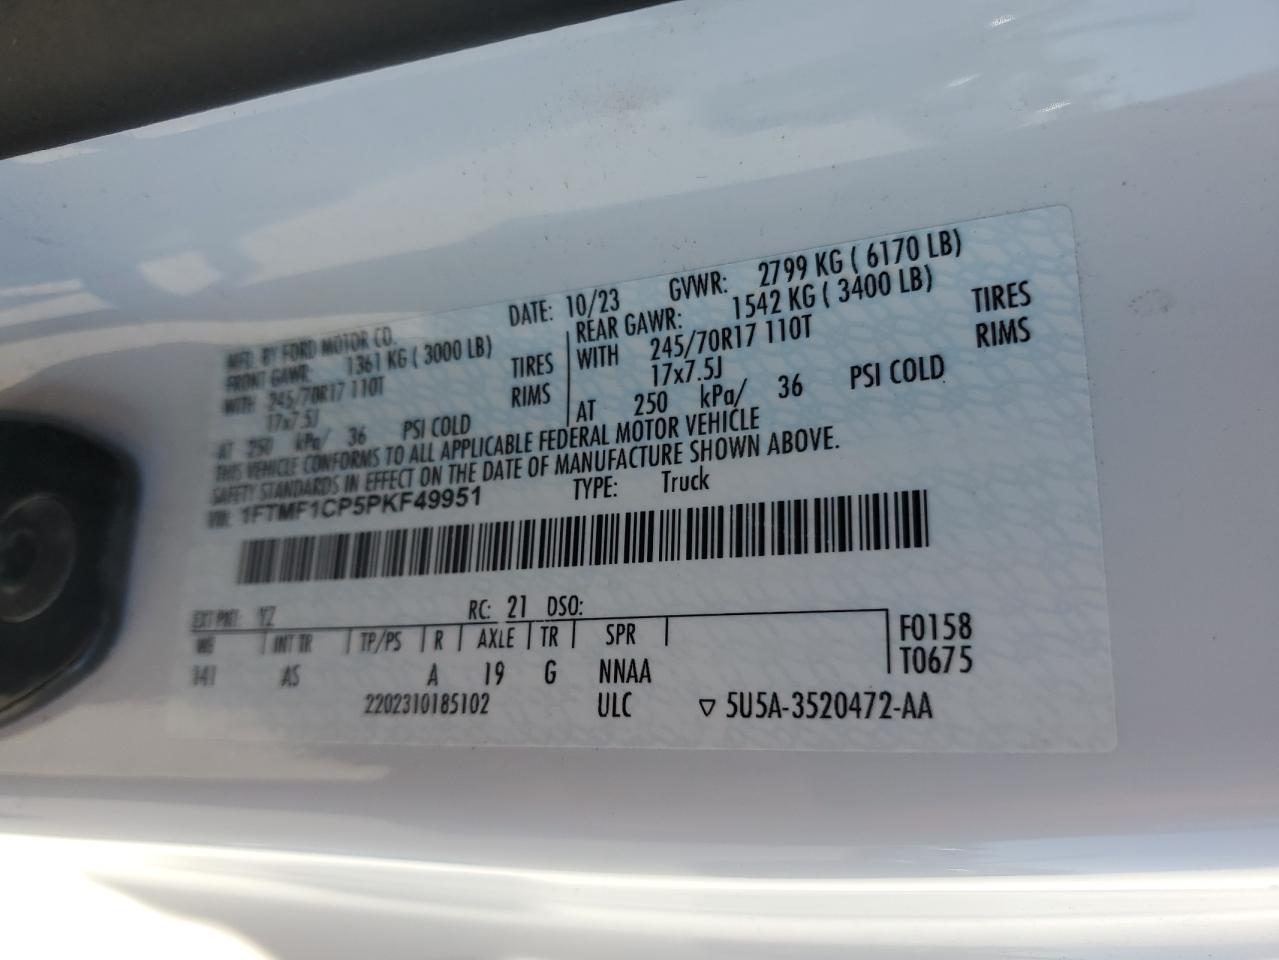 MFD. BY FORD MOTOR CO.
DATE: 10/23 GVWR: 2799 KG ( 6170 LB)
FRONT GAWR: 1361 KG ( 3000 LB)
REAR GAWR: 1542 KG ( 3400 LB)
WITH 245/70R17 110T TIRES
WITH 245/70R17 110T TIRES
17x7.5J RIMS
17x7.5J RIMS
AT 250 kPa/ 36 PSI COLD
AT 250 kPa/ 36 PSI COLD
THIS VEHICLE CONFORMS TO ALL APPLICABLE FEDERAL MOTOR VEHICLE
SAFETY STANDARDS IN EFFECT ON THE DATE OF MANUFACTURE SHOWN ABOVE.
VIN: 1FTMF1CP5PKF49951 TYPE: Truck
EXT PNT: YZ RC: 21 DSO:
WB INT TR TP/PS R AXLE TR SPR F0158
141 AS A 19 G NNAA T0675
2202310185102 ULC ▽ 5U5A-3520472-AA